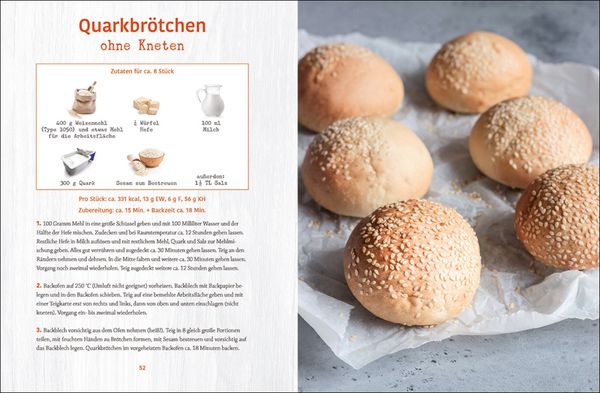 Quarkbrötchen
ohne Kneten
Zutaten für ca. 8 Stück
600 g Weizenmehl
(Type 1050) und etwas Mehl
für die Arbeitsfläche
½ Würfel
Hefe
100 ml
Milch
300 g Quark
Sesam zum Bestreuen
außerdem:
1½ TL Salz
Pro Stück: ca. 331 kcal, 13 g EW, 6 g F, 56 g KH
Zubereitung: ca. 15 Min. + Backzeit ca. 18 Min.
1. 100 Gramm Mehl in eine große Schüssel geben und mit 100 Milliliter Wasser und der
Hälfte der Hefe mischen. Zudecken und bei Raumtemperatur ca. 12 Stunden gehen lassen.
Restliche Hefe in Milch auflösen und mit restlichem Mehl, Quark und Salz zur Mehlmi-
schung geben. Alles gut verrühren und zugedeckt ca. 30 Minuten gehen lassen. Teig an den
Rändern nehmen und dehnen. In die Mitte falten und weitere ca. 30 Minuten gehen lassen.
Vorgang noch zweimal wiederholen. Teig zugedeckt weitere ca. 12 Stunden gehen lassen.
2. Backofen auf 250 °C (Umluft nicht geeignet) vorheizen. Backblech mit Backpapier be-
legen und in den Backofen schieben. Teig auf eine bemehlte Arbeitsfläche geben und mit
einer Teigkarte erst von rechts und links, dann von oben und unten einschlagen (nicht
kneten). Vorgang ein- bis zweimal wiederholen.
3. Backblech vorsichtig aus dem Ofen nehmen (heiß!). Teig in 8 gleich große Portionen
teilen, mit feuchten Händen zu Brötchen formen, mit Sesam bestreuen und vorsichtig auf
das Backblech legen. Quarkbrötchen im vorgeheizten Backofen ca. 18 Minuten backen.
52